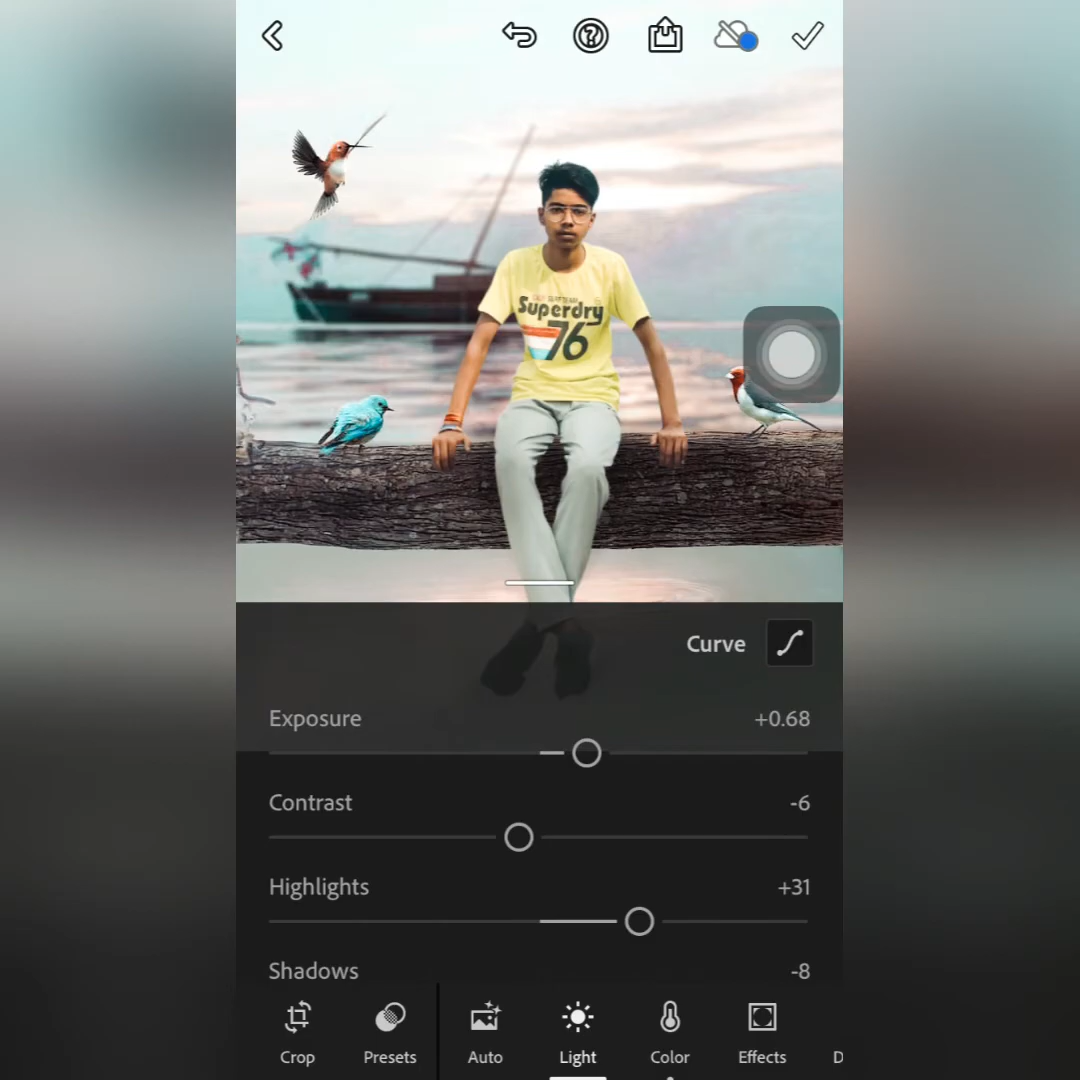 Superdry
76
Curve
Exposure +0.68
Contrast -6
Highlights +31
Shadows -8
Crop Presets Auto Light Color Effects D